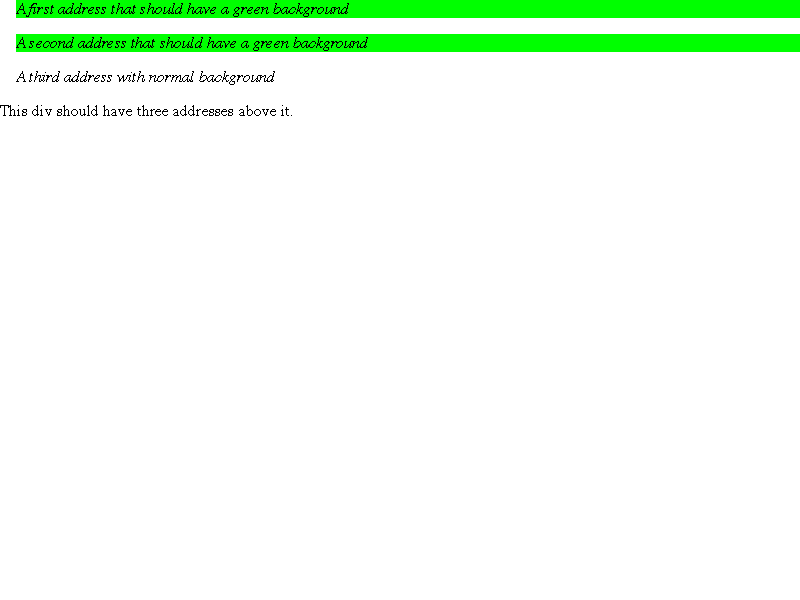 A first address that should have a green background
A second address that should have a green background
A third address with normal background
This div should have three addresses above it.